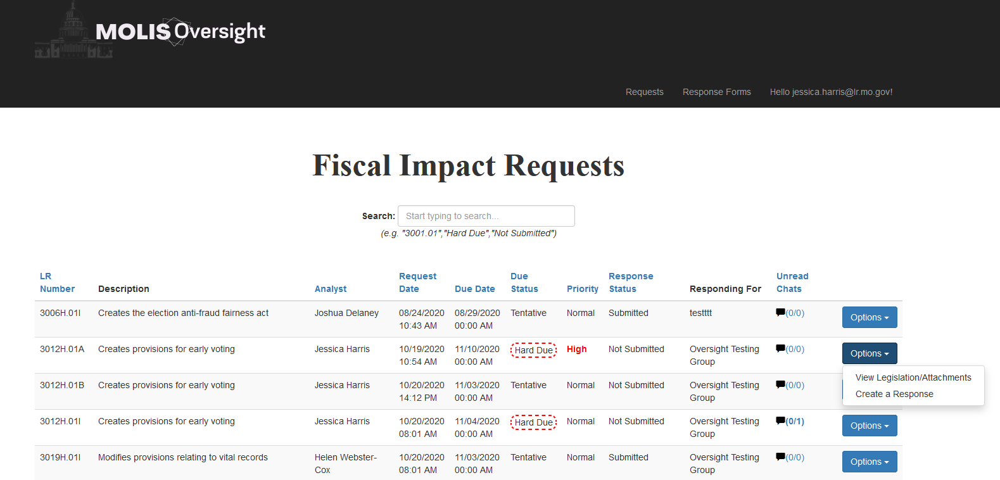 MOLIS Oversight
Requests Response Forms Hello jessica.harris@lr.mo.gov!
Fiscal Impact Requests
Search: Start typing to search...
(e.g. "3001.01","Hard Due","Not Submitted")
LR Request Due Response Unread
Number Description Analyst Date Due Date Status Priority Status Responding For Chats
3006H.01I Creates the election anti-fraud fairness act Joshua Delaney 08/24/2020 08/29/2020 Tentative Normal Submitted testttt (0/0) Options
10:43 AM 00:00 AM
3012H.01A Creates provisions for early voting Jessica Harris 10/19/2020 11/10/2020 Hard Due High Not Submitted Oversight Testing (0/0) Options
10:54 AM 00:00 AM Group
View Legislation/Attachments
Create a Response
3012H.01B Creates provisions for early voting Jessica Harris 10/20/2020 11/03/2020 Tentative Normal Not Submitted Oversight Testing (0/0)
14:12 PM 00:00 AM Group
3012H.01I Creates provisions for early voting Jessica Harris 10/20/2020 11/04/2020 Hard Due Normal Not Submitted Oversight Testing (0/1) Options
08:01 AM 00:00 AM Group
3019H.01I Modifies provisions relating to vital records Helen Webster- 10/20/2020 11/03/2020 Tentative Normal Submitted Oversight Testing (0/0) Options
Cox 08:01 AM 00:00 AM Group